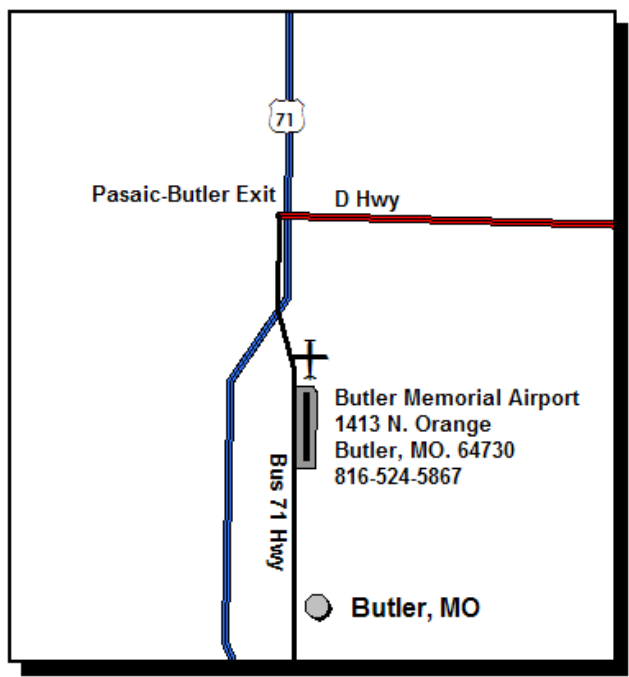 71
Pasaic-Butler Exit
D Hwy
Butler Memorial Airport
1413 N. Orange
Butler, MO. 64730
816-524-5867
Bus 71 Hwy
Butler, MO